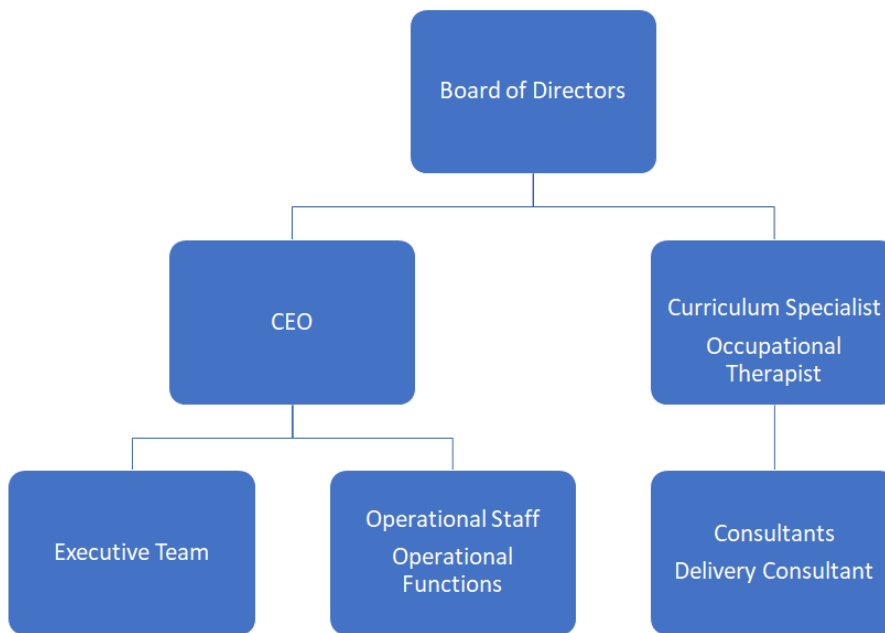 Board of Directors
CEO
Curriculum Specialist
Occupational
Therapist
Executive Team
Operational Staff
Operational
Functions
Consultants
Delivery Consultant